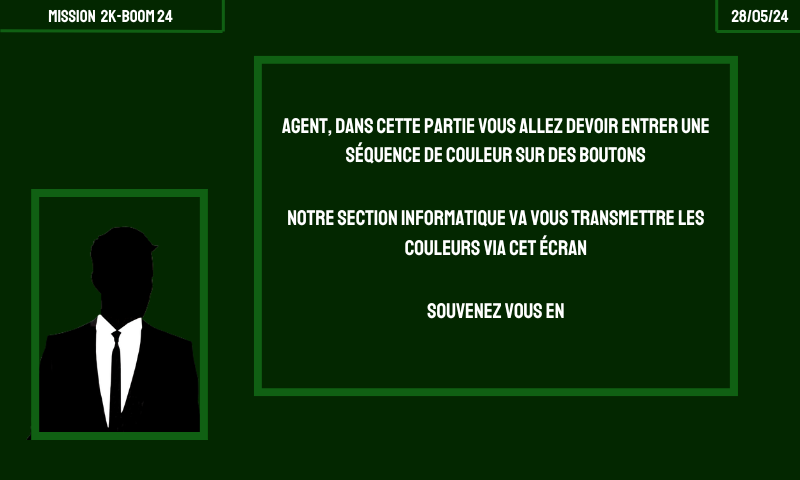 MISSION 2K-BOOM 24
28/05/24
AGENT, DANS CETTE PARTIE VOUS ALLEZ DEVOIR ENTRER UNE
SÉQUENCE DE COULEUR SUR DES BOUTONS
NOTRE SECTION INFORMATIQUE VA VOUS TRANSMETTRE LES
COULEURS VIA CET ÉCRAN
SOUVENEZ VOUS EN